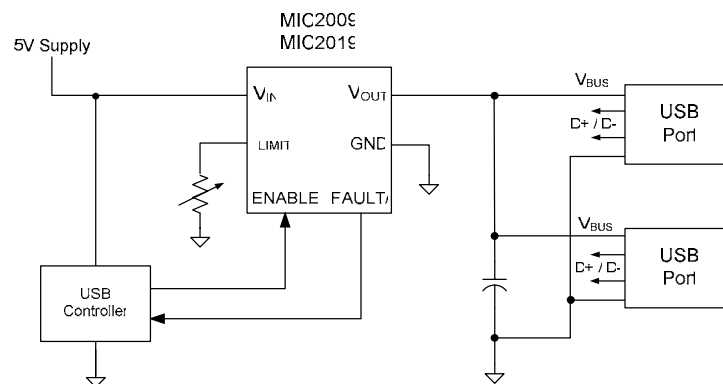 MIC2009
MIC2019
5V Supply
VIN
VOUT
LIMIT
GND
ENABLE
FAULT/
USB
Controller
VBUS
D+ / D-
USB
Port
VBUS
D+ / D-
USB
Port